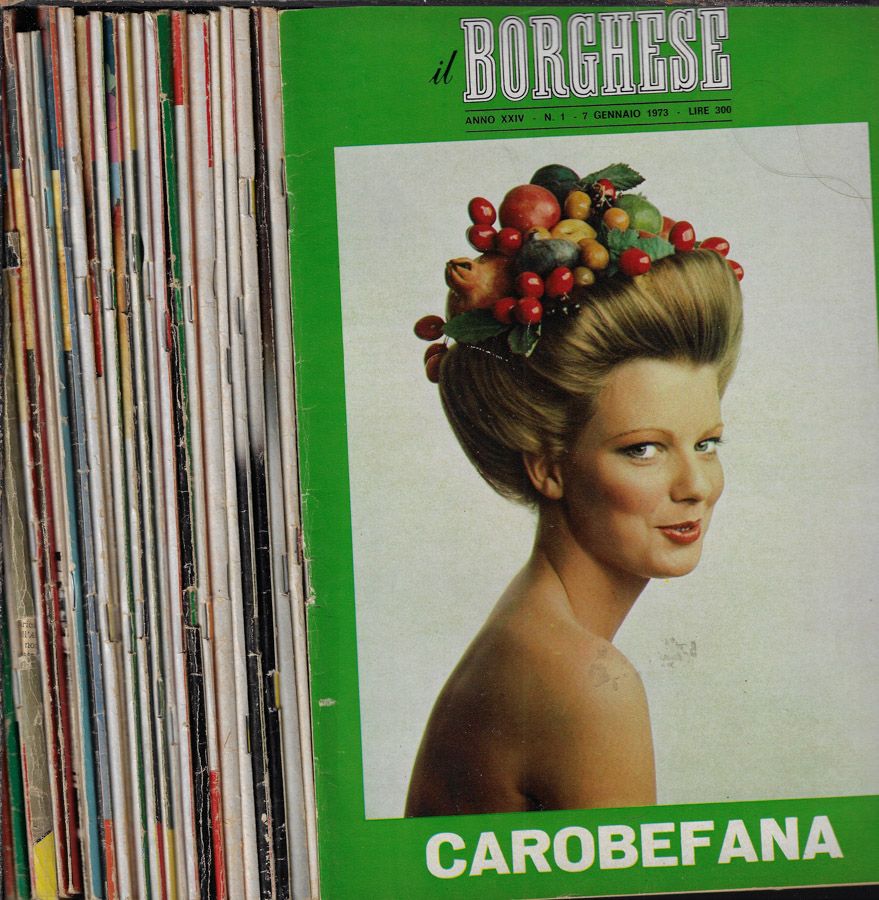 il BORGHESE
ANNO XXIV - N. 1 - 7 GENNAIO 1973 - LIRE 300
CAROBEFANA